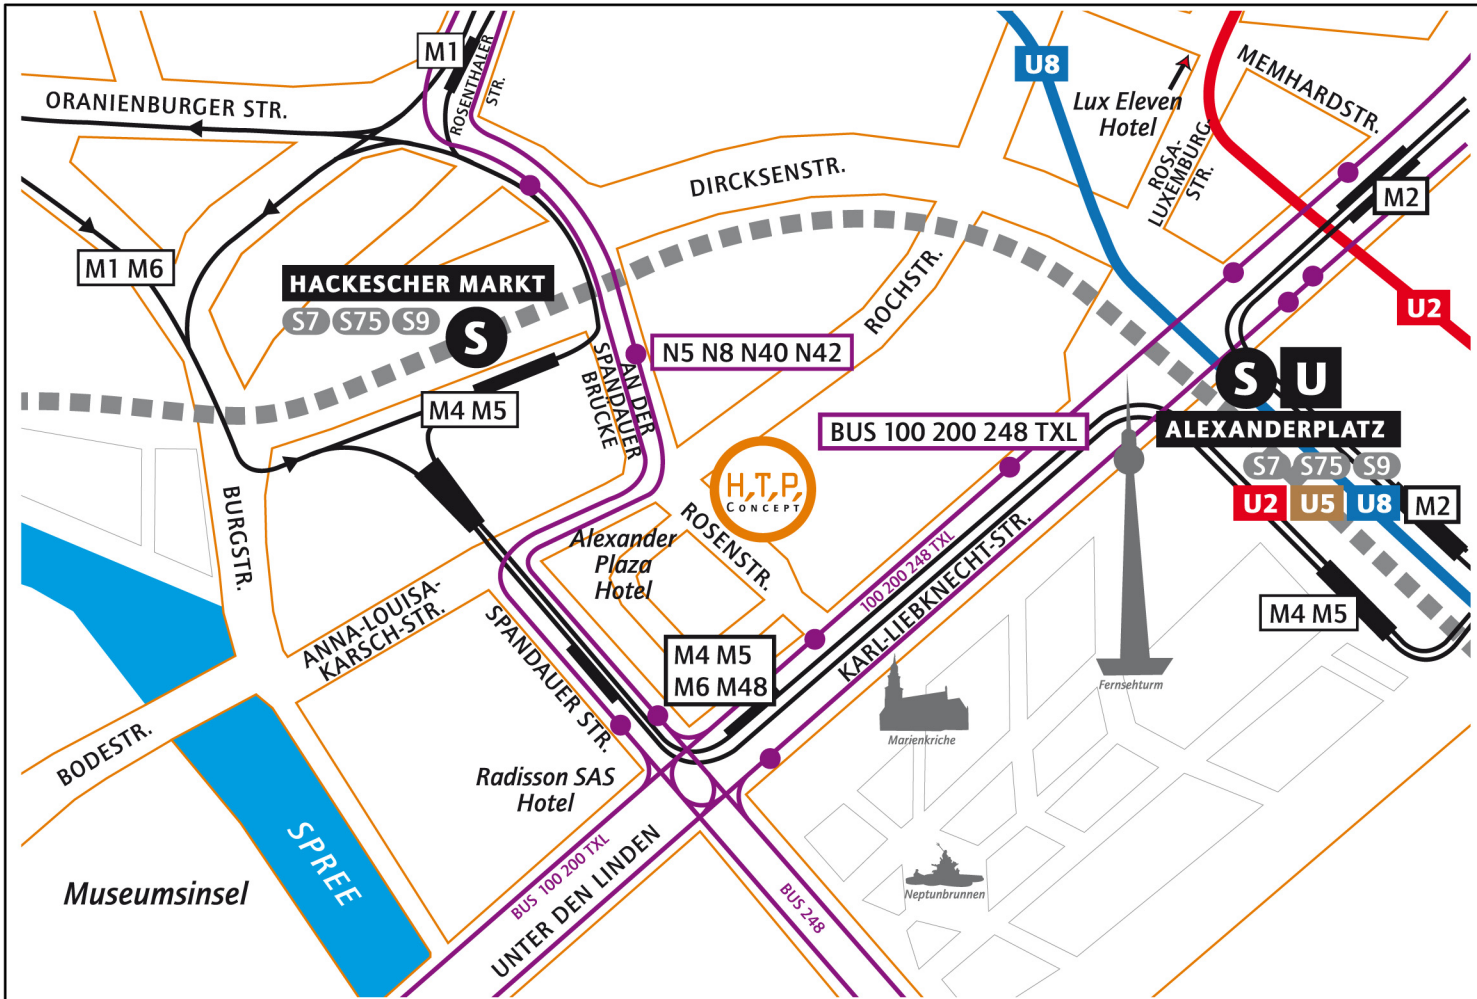 M1
ROSENTHALER
STR.
ORANIENBURGER STR.
U8
Lux Eleven
Hotel
MEMHARDSTR.
ROSA-
LUXEMBURG-
STR.
DIRCKSENSTR.
M2
M1 M6
HACKESCHER MARKT
S7 S75 S9
S
ROCHSTR.
U2
N5 N8 N40 N42
AN DER
SPANDAUER
BRÜCKE
M4 M5
S U
ALEXANDERPLATZ
S7 S75 S9
U2 U5 U8 M2
BUS 100 200 248 TXL
H,T,P,
CONCEPT
BURGSTR.
ROSENSTR.
Alexander
Plaza
Hotel
100 200 248 TXL
KARL-LIEBKNECHT-STR.
M4 M5
ANNA-LOUISA-
KARSCH-STR.
SPANDAUER STR.
M4 M5
M6 M48
Fernsehturm
Marienkriche
BODESTR.
Radisson SAS
Hotel
SPREE
Museumsinsel
BUS 100 200 TXL
UNTER DEN LINDEN
BUS 248
Neptunbrunnen